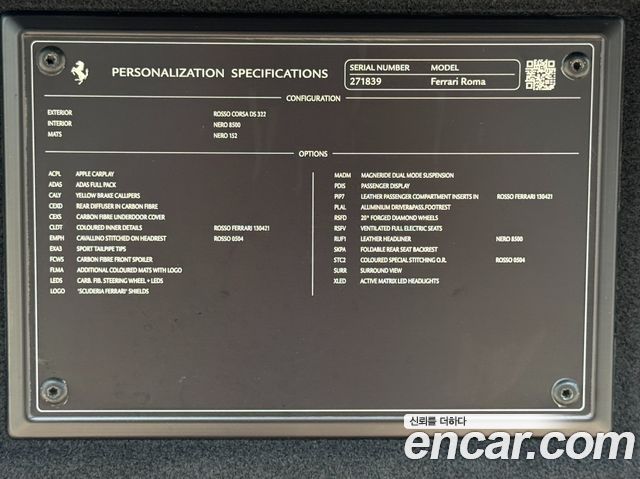 PERSONALIZATION SPECIFICATIONS
SERIAL NUMBER MODEL
271839 Ferrari Roma
CONFIGURATION
EXTERIOR ROSSO CORSA DS 322
INTERIOR NERO 8500
MATS NERO 152
OPTIONS
ACPL APPLE CARPLAY
ADAS ADAS FULL PACK
CALY YELLOW BRAKE CALLIPERS
CEXD REAR DIFFUSER IN CARBON FIBRE
CEXS CARBON FIBRE UNDERDOOR COVER
CLDT COLOURED INNER DETAILS ROSSO FERRARI 130421
EMPH CAVALLINO STITCHED ON HEADREST ROSSO 0504
EXA3 SPORT TAILPIPE TIPS
FCWS CARBON FIBRE FRONT SPOILER
FLMA ADDITIONAL COLOURED MATS WITH LOGO
LEDS CARB. FIB. STEERING WHEEL + LEDS
LOGO "SCUDERIA FERRARI" SHIELDS
MADM MAGNERIDE DUAL MODE SUSPENSION
PDIS PASSENGER DISPLAY
PIP7 LEATHER PASSENGER COMPARTMENT INSERTS IN ROSSO FERRARI 130421
PLAL ALUMINIUM DRIVER&PASS.FOOTREST
RSFD 20" FORGED DIAMOND WHEELS
RSFV VENTILATED FULL ELECTRIC SEATS
RUF1 LEATHER HEADLINER NERO 8500
SKPA FOLDABLE REAR SEAT BACKREST
STC2 COLOURED SPECIAL STITCHING O.R. ROSSO 0504
SURR SURROUND VIEW
XLED ACTIVE MATRIX LED HEADLIGHTS
신뢰를 더하다
encar.com